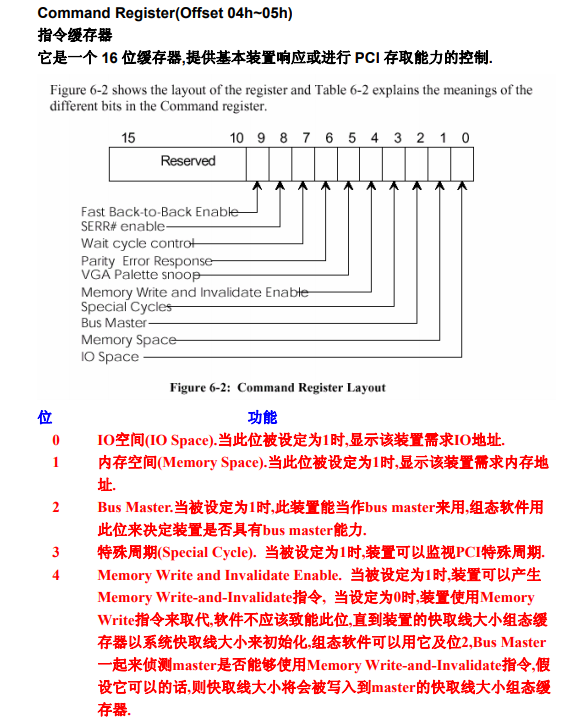 Command Register(Offset 04h~05h)
指令缓存器
它是一个 16 位缓存器,提供基本装置响应或进行 PCI 存取能力的控制.
Figure 6-2 shows the layout of the register and Table 6-2 explains the meanings of the
different bits in the Command register.
15 10 9 8 7 6 5 4 3 2 1 0
Reserved
Fast Back-to-Back Enable
SERR# enable
Wait cycle control
Parity Error Response
VGA Palette snoop
Memory Write and Invalidate Enable
Special Cycles
Bus Master
Memory Space
IO Space
Figure 6-2: Command Register Layout
位 功能
0 IO空间(IO Space).当此位被设定为1时,显示该装置需求IO地址.
1 内存空间(Memory Space).当此位被设定为1时,显示该装置需求内存地
址.
2 Bus Master.当被设定为1时,此装置能当作bus master来用,组态软件用
此位来决定装置是否具有bus master能力.
3 特殊周期(Special Cycle). 当被设定为1时,装置可以监视PCI特殊周期.
4 Memory Write and Invalidate Enable. 当被设定为1时,装置可以产生
Memory Write-and-Invalidate指令, 当设定为0时,装置使用Memory
Write指令来取代,软件不应该致能此位,直到装置的快取线大小组态缓
存器以系统快取线大小来初始化,组态软件可以用它及位2,Bus Master
一起来侦测master是否能够使用Memory Write-and-Invalidate指令,假
设它可以的话,则快取线大小将会被写入到master的快取线大小组态缓
存器.